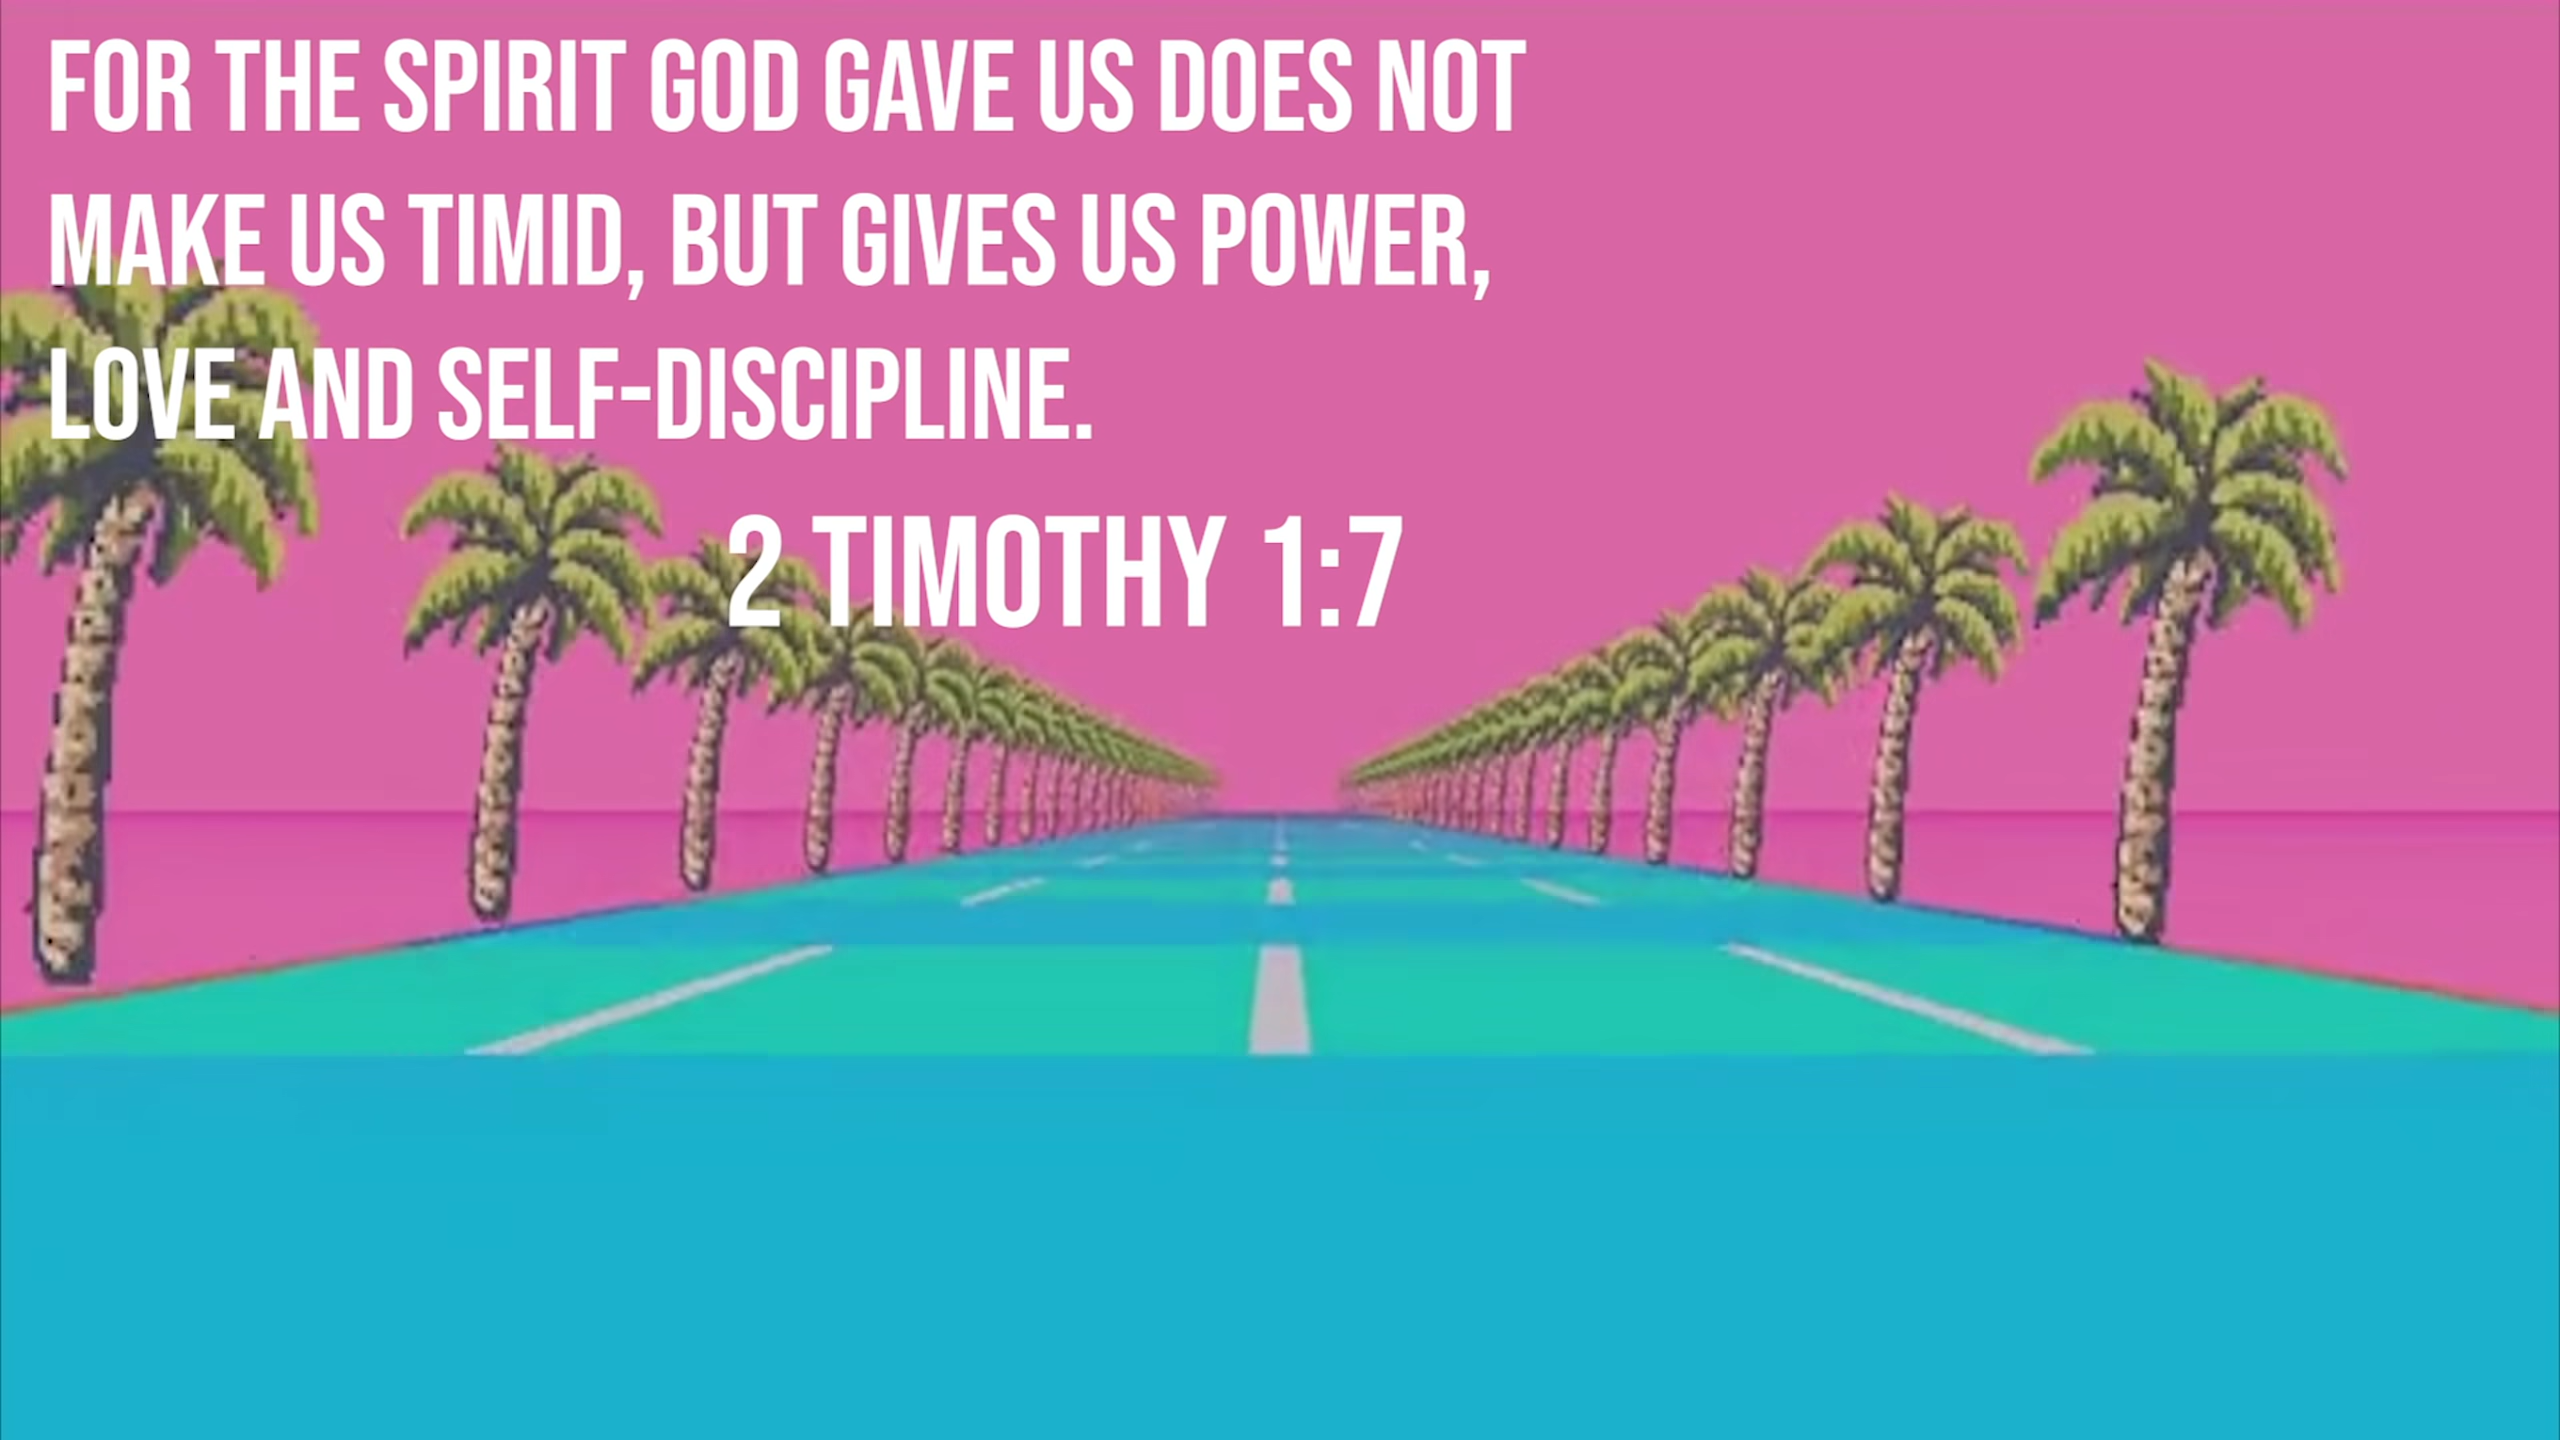 FOR THE SPIRIT GOD GAVE US DOES NOT
MAKE US TIMID, BUT GIVES US POWER,
LOVE AND SELF-DISCIPLINE.
2 TIMOTHY 1:7